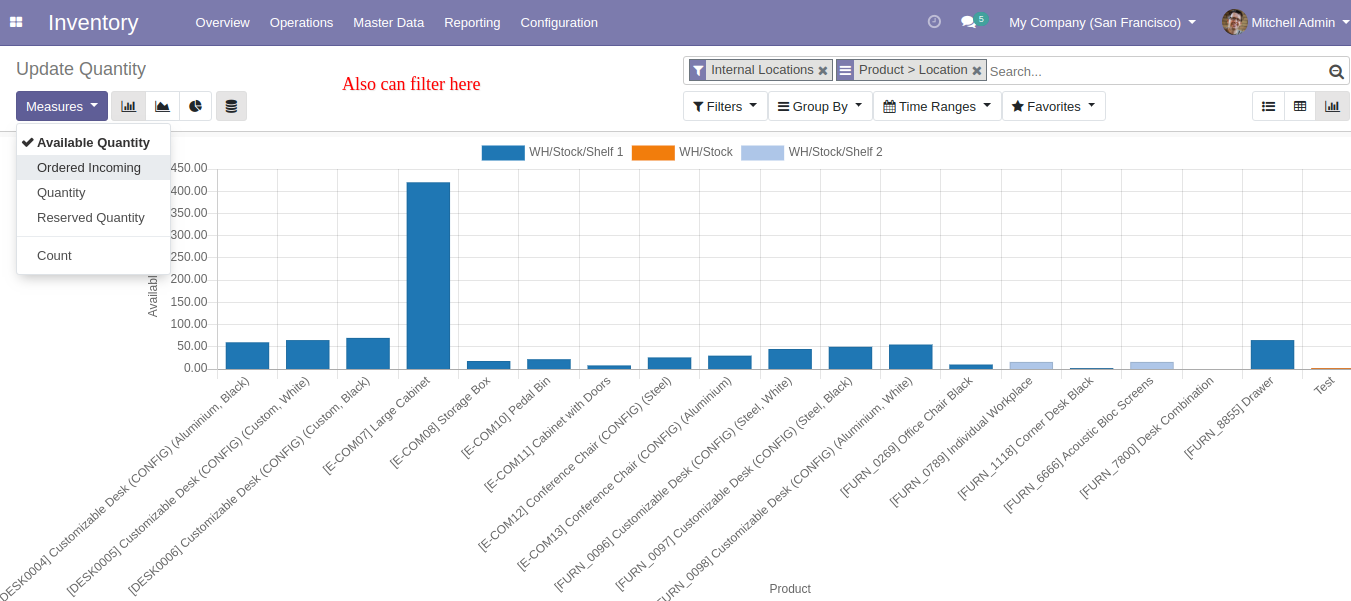 Inventory Overview Operations Master Data Reporting Configuration 5 My Company (San Francisco) Mitchell Admin
Update Quantity
Also can filter here
Internal Locations Product > Location Search...
Measures
Filters Group By Time Ranges Favorites
Available Quantity
Ordered Incoming
Quantity
Reserved Quantity
Count
WH/Stock/Shelf 1 WH/Stock WH/Stock/Shelf 2
450.00
400.00
350.00
300.00
250.00
200.00
150.00
100.00
50.00
0.00
Available
DESK0004] Customizable Desk (CONFIG) (Aluminium, Black)
[DESK0005] Customizable Desk (CONFIG) (Custom, White)
[DESK0006] Customizable Desk (CONFIG) (Custom, Black)
[E-COM07] Large Cabinet
[E-COM08] Storage Box
[E-COM10] Pedal Bin
[E-COM11] Cabinet with Doors
[E-COM12] Conference Chair (CONFIG) (Steel)
[E-COM13] Conference Chair (CONFIG) (Aluminium)
[FURN_0096] Customizable Desk (CONFIG) (Steel, White)
[FURN_0097] Customizable Desk (CONFIG) (Steel, Black)
FURN_0098] Customizable Desk (CONFIG) (Aluminium, White)
[FURN_0269] Office Chair Black
[FURN_0789] Individual Workplace
[FURN_1118] Corner Desk Black
[FURN_6666] Acoustic Bloc Screens
[FURN_7800] Desk Combination
[FURN_8855] Drawer
Test
Product